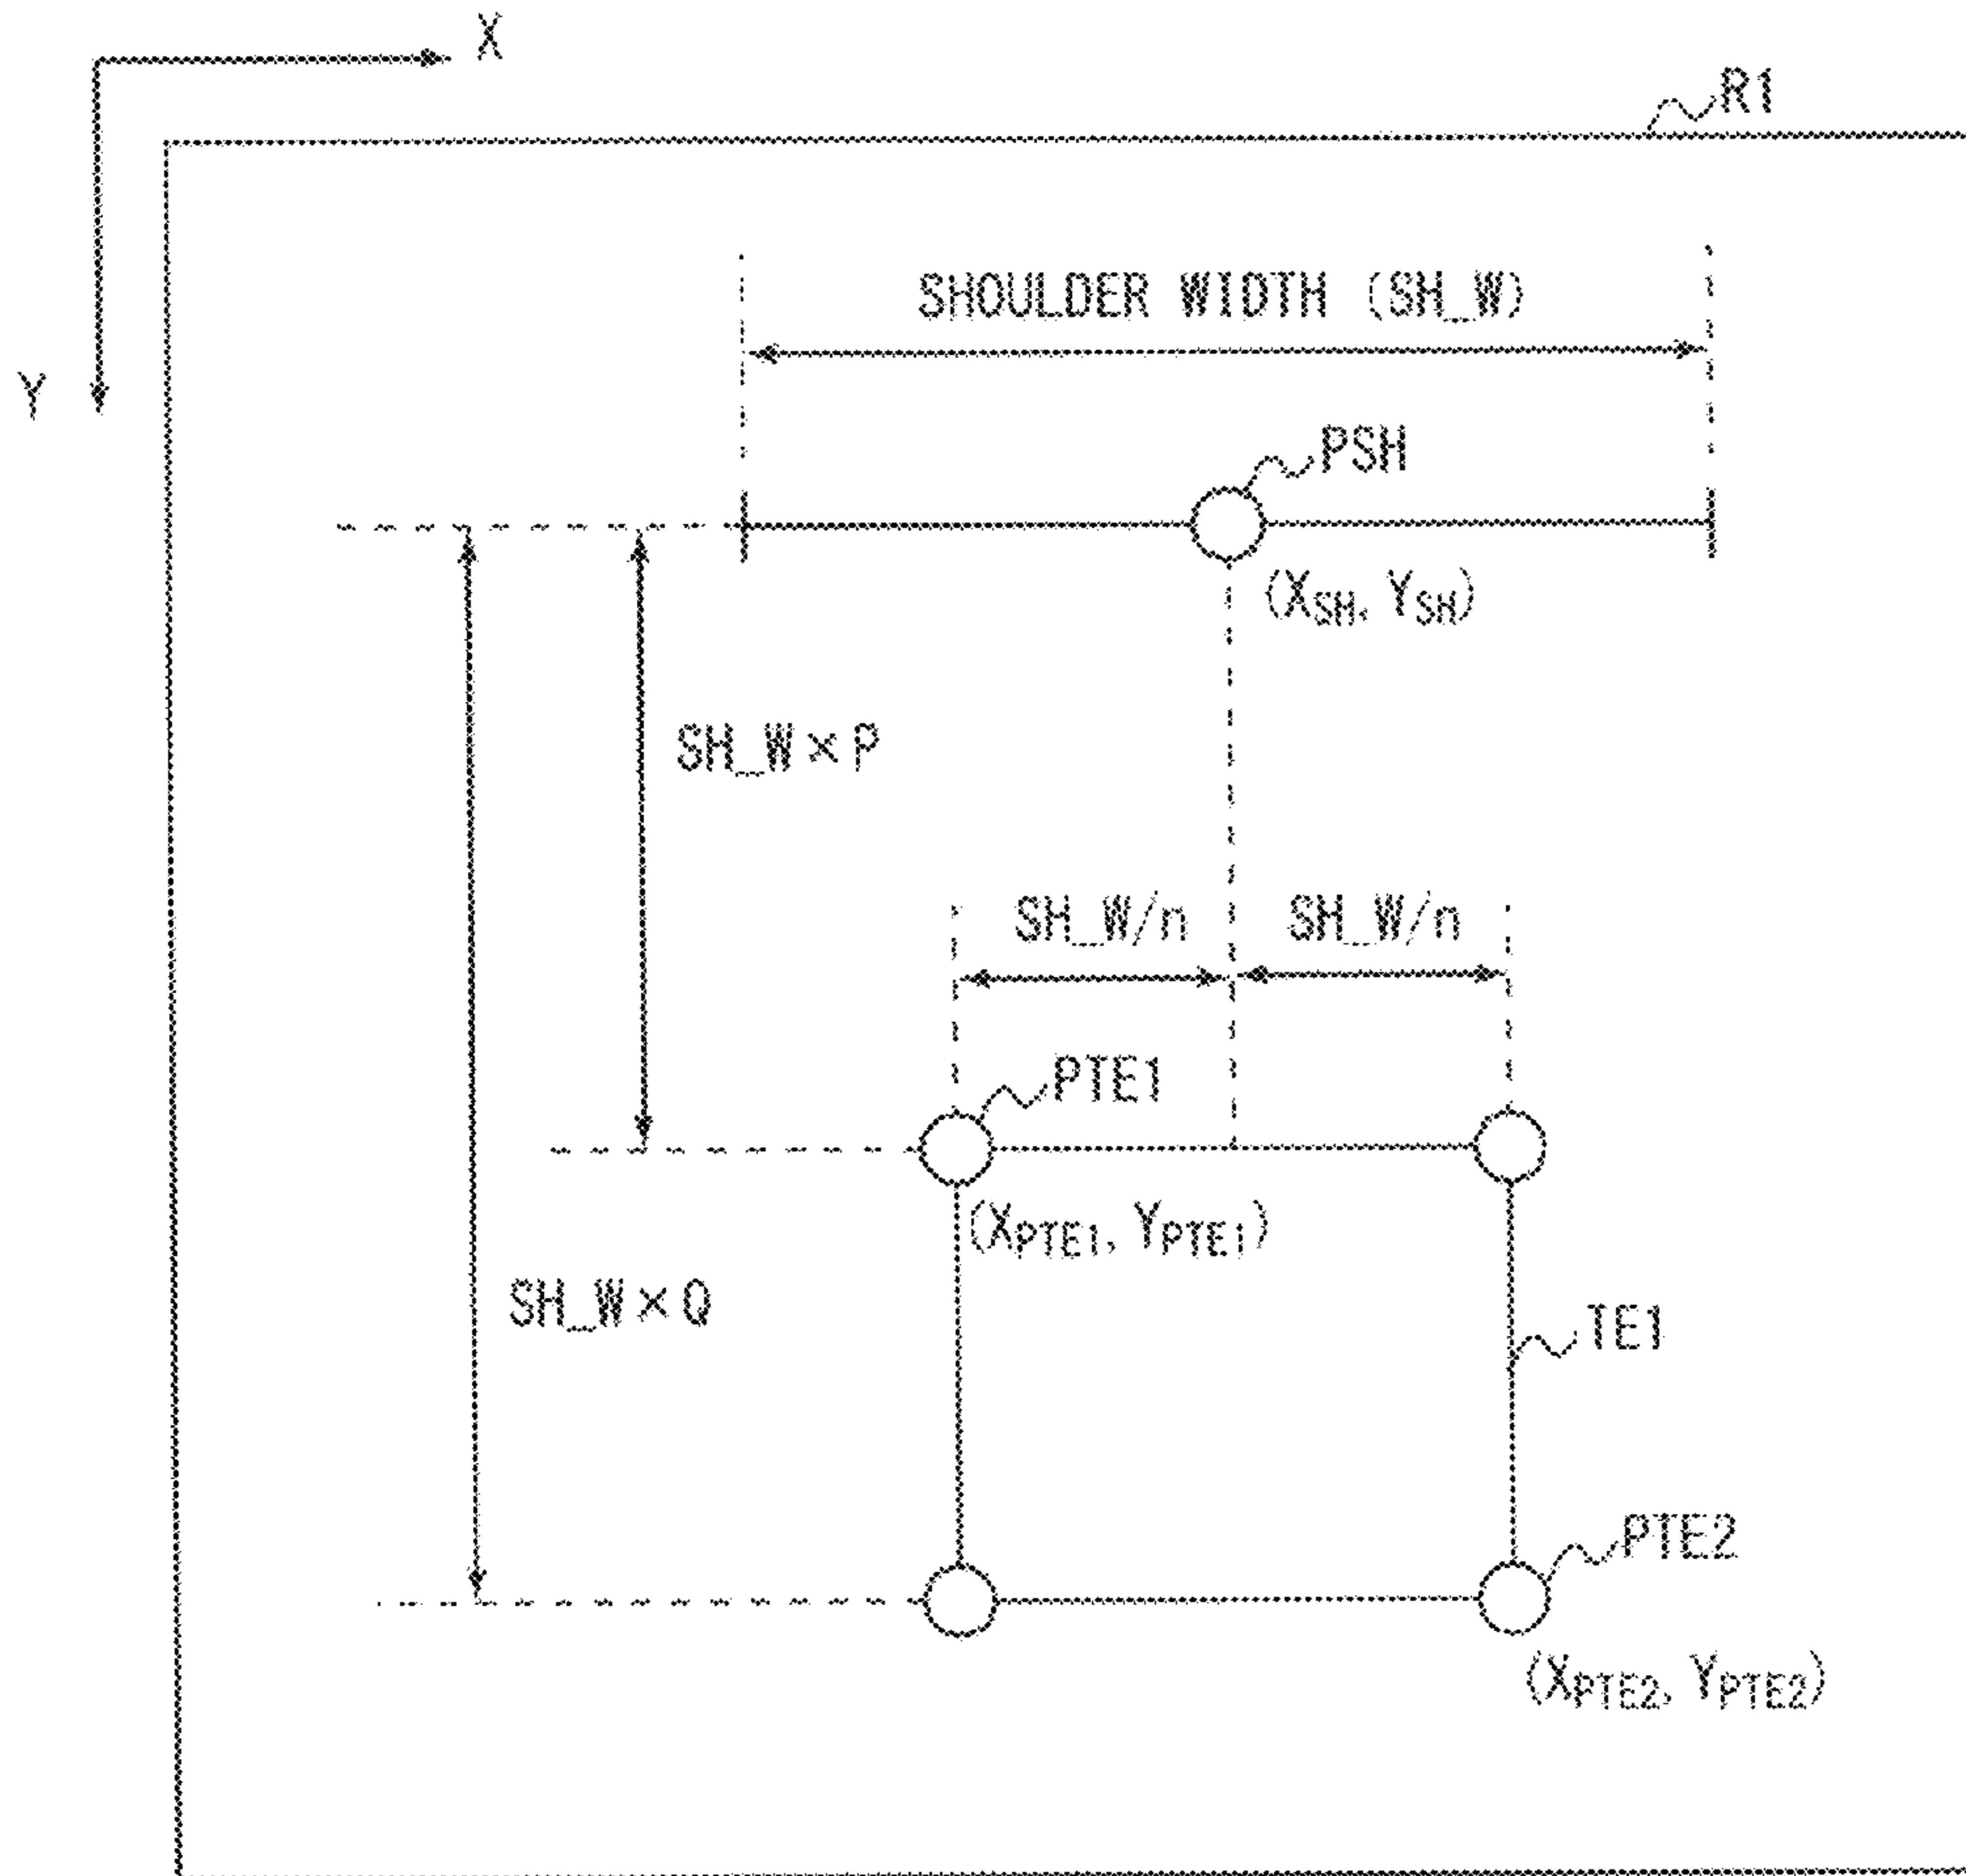 X
R1
SHOULDER WIDTH (SH_W)
Y
PSH
(XSH, YSH)
SH_W×P
SH_W/n SH_W/n
PTE1
(XPTE1, YPTE1)
SH_W×Q
TE1
PTE2
(XPTE2, YPTE2)